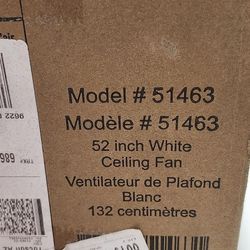 Model # 51463
Modèle # 51463
52 inch White
Ceiling Fan
Ventilateur de Plafond
Blanc
132 centimètres